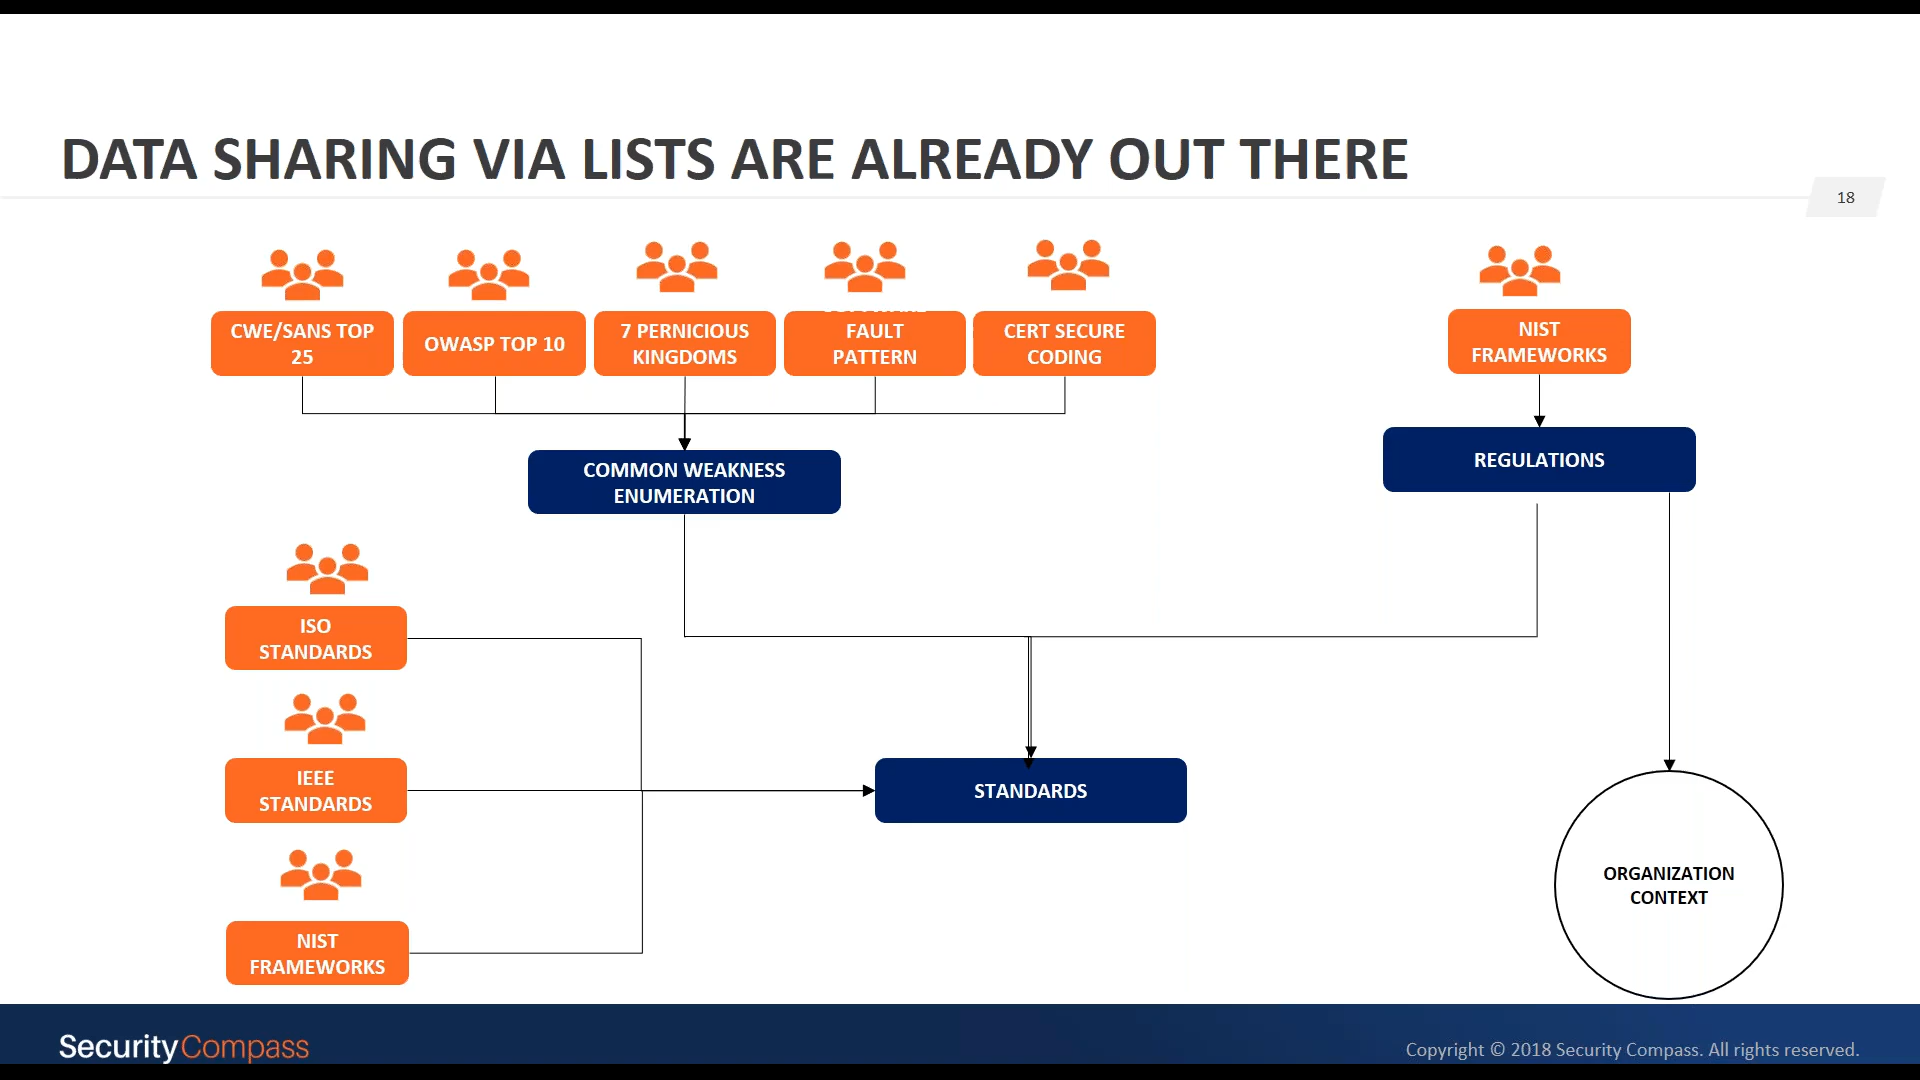 DATA SHARING VIA LISTS ARE ALREADY OUT THERE
18
CWE/SANS TOP
25
OWASP TOP 10
7 PERNICIOUS
KINGDOMS
FAULT
PATTERN
CERT SECURE
CODING
NIST
FRAMEWORKS
COMMON WEAKNESS
ENUMERATION
REGULATIONS
ISO
STANDARDS
IEEE
STANDARDS
STANDARDS
NIST
FRAMEWORKS
ORGANIZATION
CONTEXT
SecurityCompass
Copyright © 2018 Security Compass. All rights reserved.